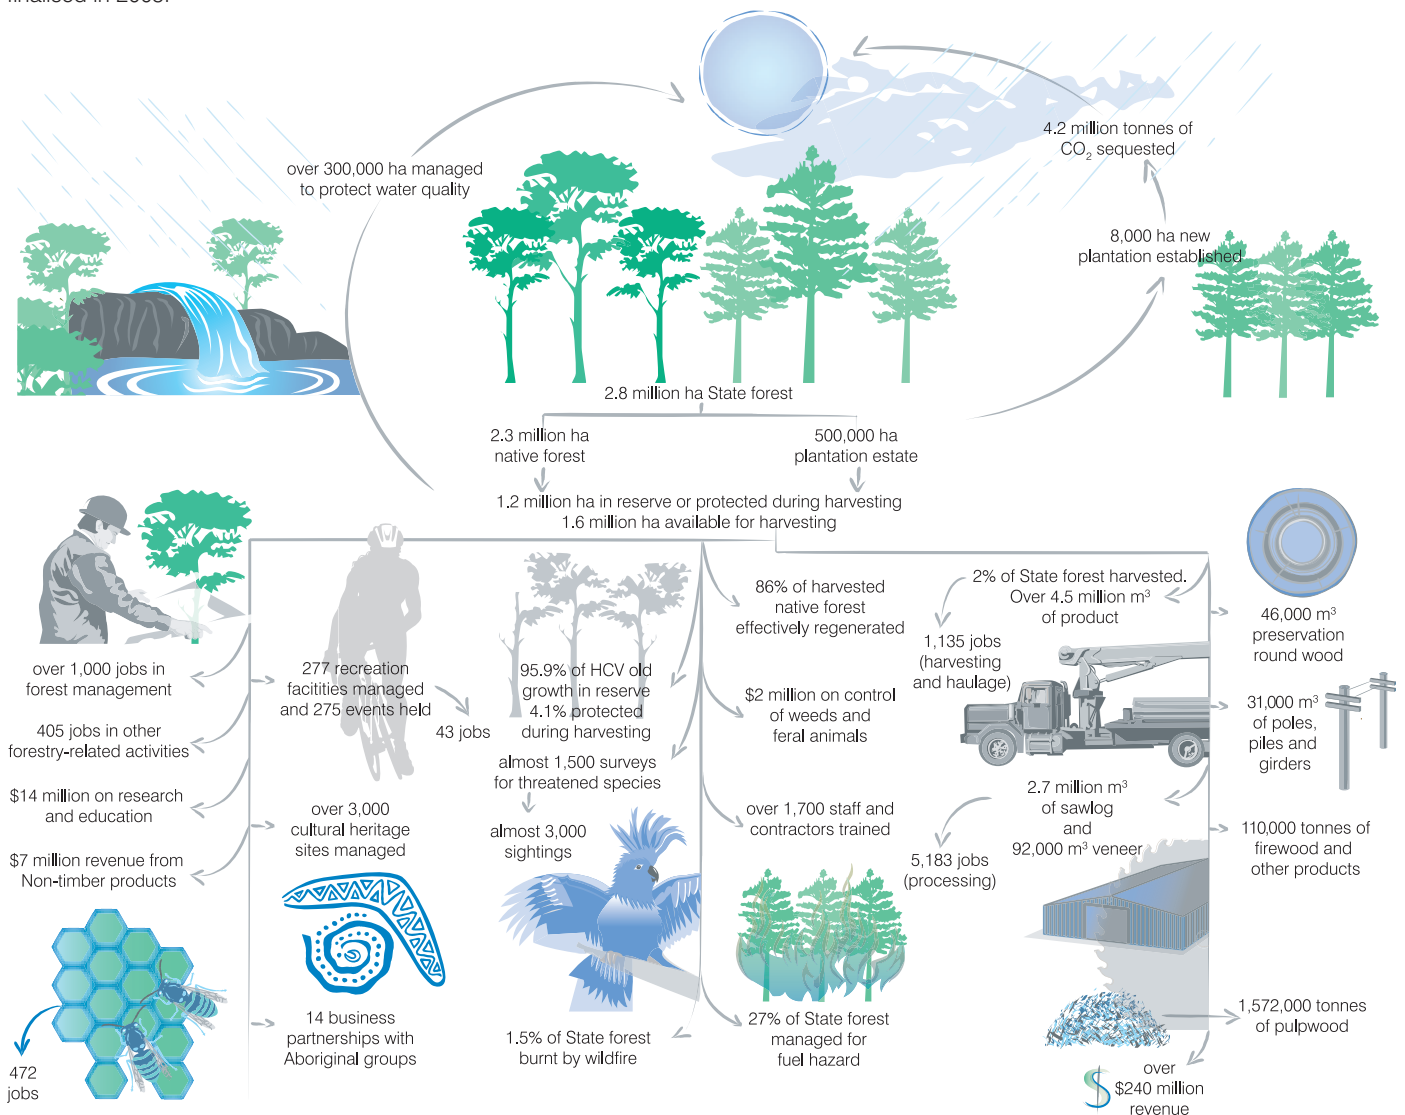 over 300,000 ha managed
to protect water quality
4.2 million tonnes of
CO₂ sequested
8,000 ha new
plantation established
2.8 million ha State forest
2.3 million ha
native forest
500,000 ha
plantation estate
1.2 million ha in reserve or protected during harvesting
1.6 million ha available for harvesting
over 1,000 jobs in
forest management
405 jobs in other
forestry-related activities
$14 million on research
and education
$7 million revenue from
Non-timber products
472
jobs
277 recreation
facitities managed
and 275 events held
43 jobs
over 3,000
cultural heritage
sites managed
14 business
partnerships with
Aboriginal groups
95.9% of HCV old
growth in reserve
4.1% protected
during harvesting
almost 1,500 surveys
for threatened species
almost 3,000
sightings
1.5% of State forest
burnt by wildfire
86% of harvested
native forest
effectively regenerated
$2 million on control
of weeds and
feral animals
over 1,700 staff and
contractors trained
27% of State forest
managed for
fuel hazard
2% of State forest harvested.
Over 4.5 million m³
of product
1,135 jobs
(harvesting
and haulage)
2.7 million m³
of sawlog
and
92,000 m³ veneer
5,183 jobs
(processing)
46,000 m³
preservation
round wood
31,000 m³
of poles,
piles and
girders
110,000 tonnes of
firewood and
other products
1,572,000 tonnes
of pulpwood
$
over
$240 million
revenue